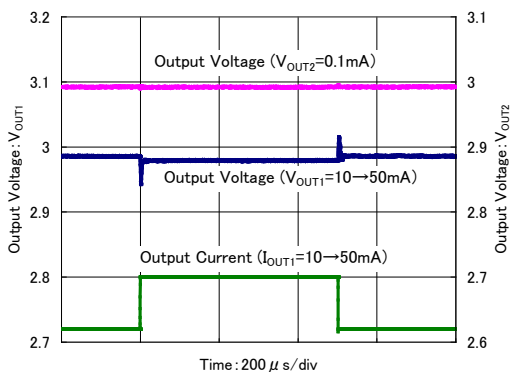 3.2
3.1
3
2.9
2.8
2.7
Output Voltage:VOUT1
Output Voltage (VOUT2=0.1mA)
Output Voltage (VOUT1=10→50mA)
Output Current (IOUT1=10→50mA)
3.1
3
2.9
2.8
2.7
2.6
Output Voltage:VOUT2
Time:200μs/div